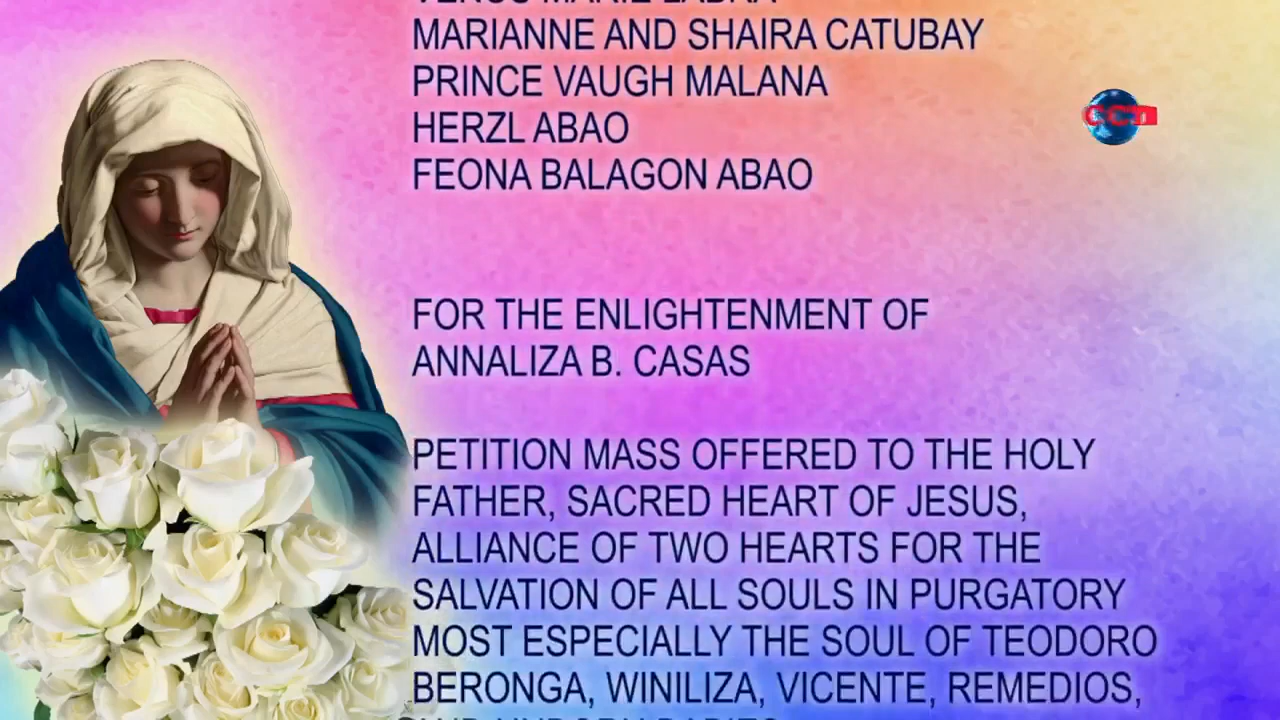 MARIANNE AND SHAIRA CATUBAY
PRINCE VAUGH MALANA
HERZL ABAO
FEONA BALAGON ABAO
CCTN
FOR THE ENLIGHTENMENT OF
ANNALIZA B. CASAS
PETITION MASS OFFERED TO THE HOLY
FATHER, SACRED HEART OF JESUS,
ALLIANCE OF TWO HEARTS FOR THE
SALVATION OF ALL SOULS IN PURGATORY
MOST ESPECIALLY THE SOUL OF TEODORO
BERONGA, WINILIZA, VICENTE, REMEDIOS,